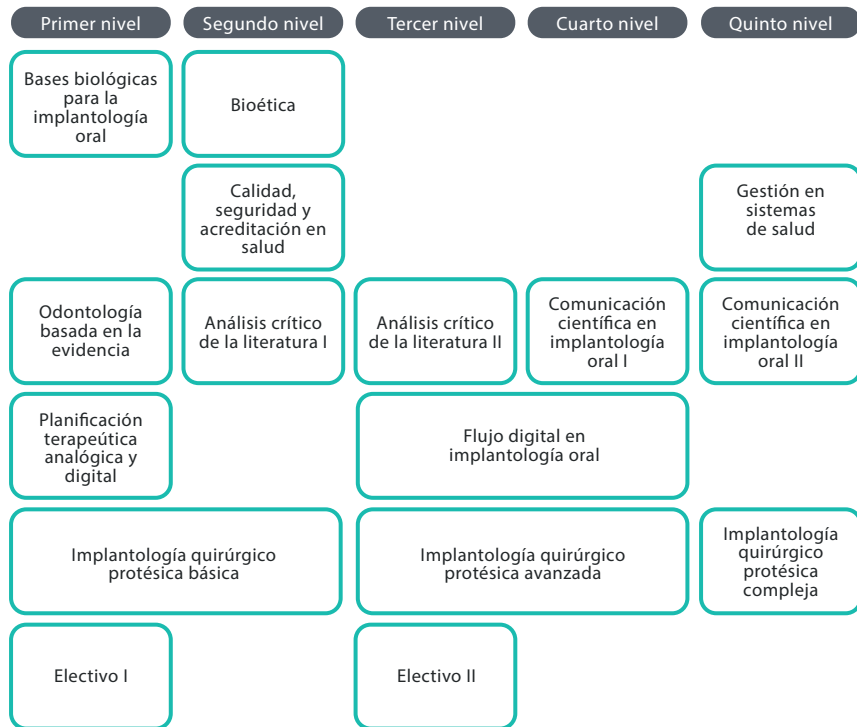 Primer nivel
Segundo nivel
Tercer nivel
Cuarto nivel
Quinto nivel
Bases biológicas
para la
implantología
oral
Bioética
Calidad,
seguridad y
acreditación en
salud
Gestión en
sistemas
de salud
Odontología
basada en la
evidencia
Análisis crítico
de la literatura I
Análisis crítico
de la literatura II
Comunicación
científica en
implantología
oral I
Comunicación
científica en
implantología
oral II
Planificación
terapeútica
analógica y
digital
Flujo digital en
implantología oral
Implantología quirúrgico
protésica básica
Implantología quirúrgico
protésica avanzada
Implantología
quirúrgico
protésica
compleja
Electivo I
Electivo II